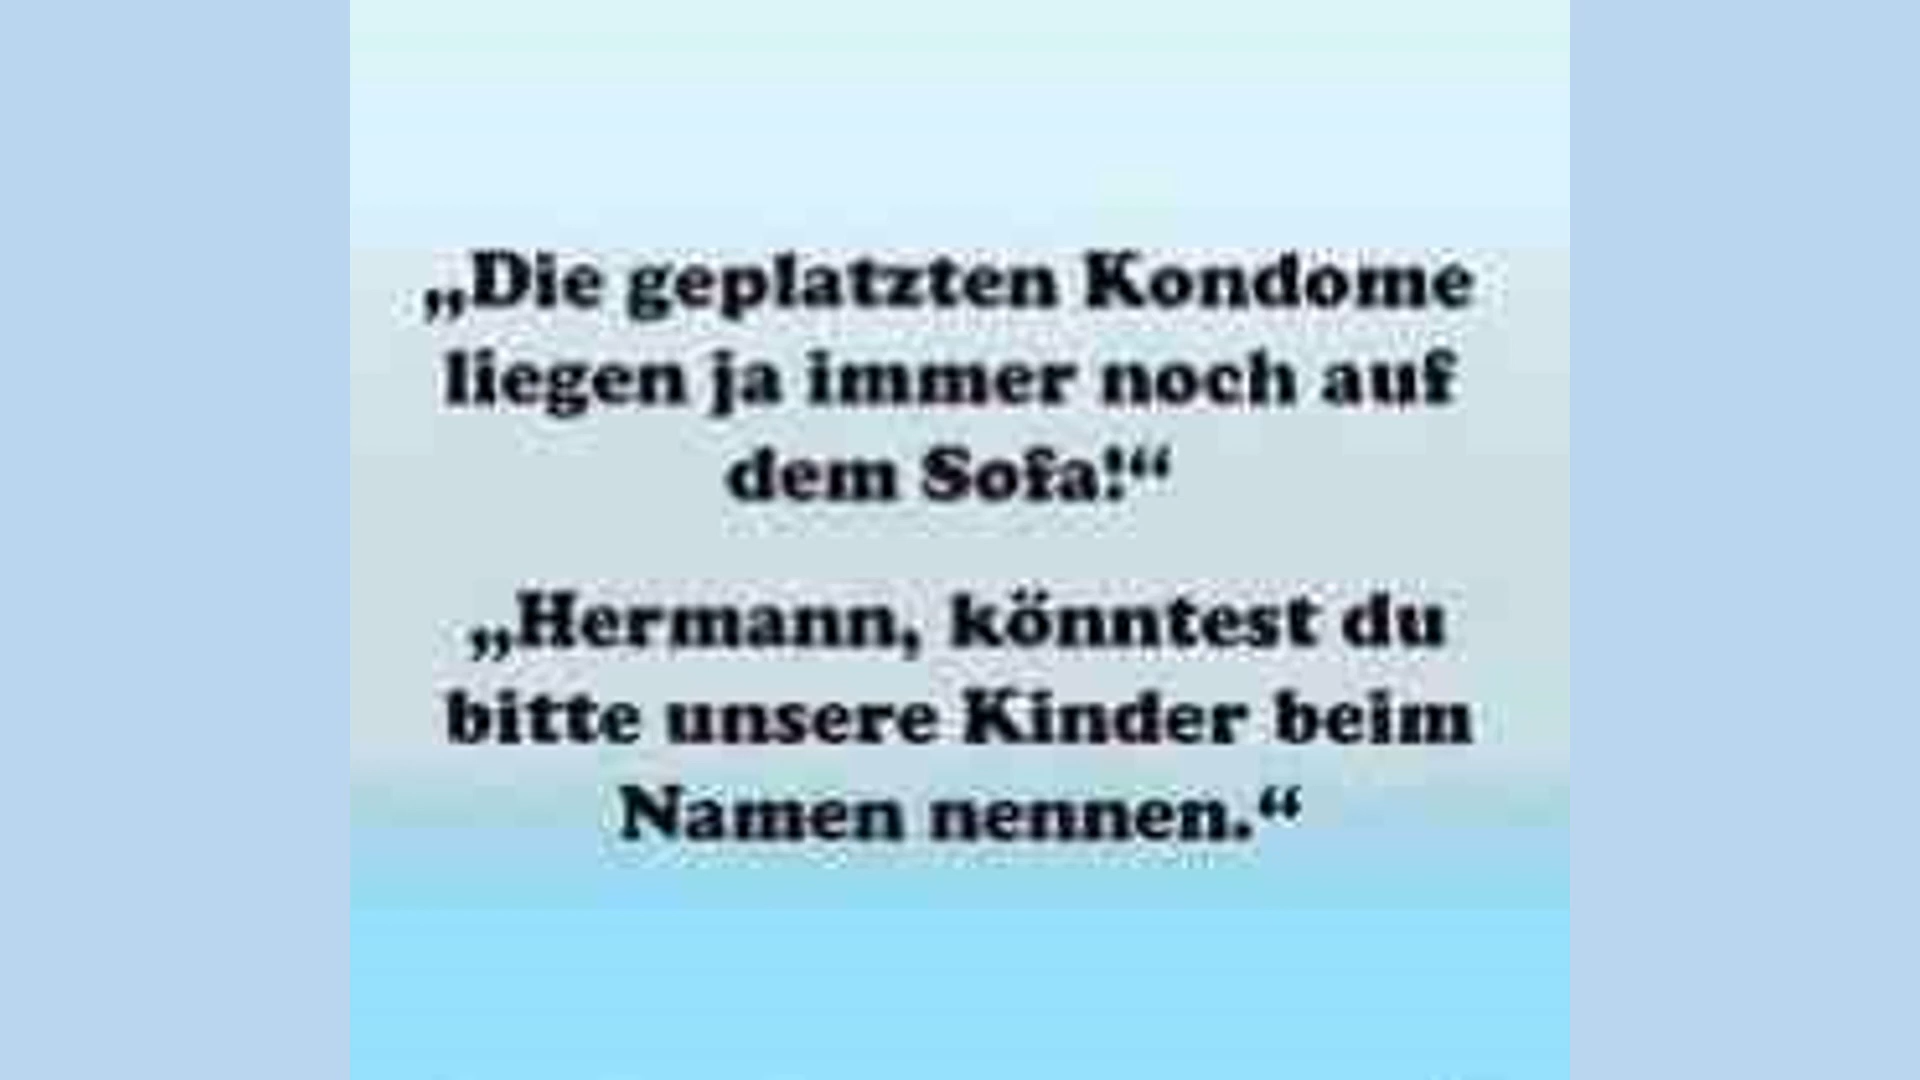 „Die geplatzten Kondome
liegen ja immer noch auf
dem Sofa!“
„Hermann, könntest du
bitte unsere Kinder beim
Namen nennen.“